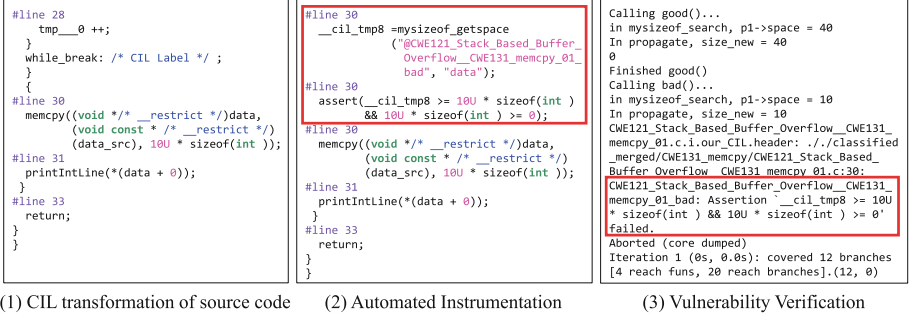 #line 28
tmp___0 ++;
}
while_break: /* CIL Label */ ;
}
{
#line 30
memcpy((void */* __restrict */)data,
(void const * /* __restrict */)
(data_src), 10U * sizeof(int ));
#line 31
printIntLine(*(data + 0));
}
#line 33
return;
}
}
(1) CIL transformation of source code
#line 30
__cil_tmp8 =mysizeof_getspace
("@CWE121_Stack_Based_Buffer_
Overflow__CWE131_memcpy_01_
bad", "data");
#line 30
assert(__cil_tmp8 >= 10U * sizeof(int )
&& 10U * sizeof(int ) >= 0);
#line 30
memcpy((void */* __restrict */)data,
(void const * /* __restrict */)
(data_src), 10U * sizeof(int ));
#line 31
printIntLine(*(data + 0));
}
#line 33
return;
}
}
(2) Automated Instrumentation
Calling good()...
in mysizeof_search, p1->space = 40
In propagate, size_new = 40
0
Finished good()
Calling bad()...
in mysizeof_search, p1->space = 10
In propagate, size_new = 10
CWE121_Stack_Based_Buffer_Overflow__CWE131_
memcpy_01.c.i.our_CIL.header: ././classified
_merged/CWE131_memcpy/CWE121_Stack_Based_
Buffer_Overflow__CWE131_memcpy_01.c:30:
CWE121_Stack_Based_Buffer_Overflow__CWE131_
memcpy_01_bad: Assertion `__cil_tmp8 >= 10U
* sizeof(int ) && 10U * sizeof(int ) >= 0'
failed.
Aborted (core dumped)
Iteration 1 (0s, 0.0s): covered 12 branches
[4 reach funs, 20 reach branches].(12, 0)
(3) Vulnerability Verification